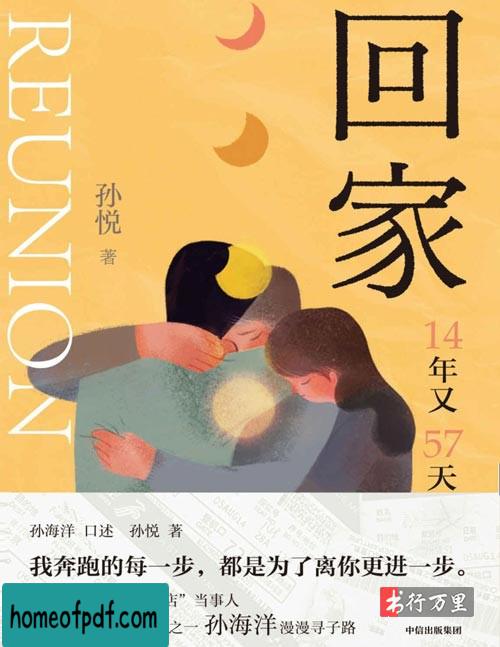 回家
REUNION
孙悦
著
14
年又
57
天
孙海洋 口述 孙悦 著
我奔跑的每一步，都是为了离你更进一步。
店”当事人
之一 孙海洋漫漫寻子路
homeofpdf.com
书行万里
中信出版集团